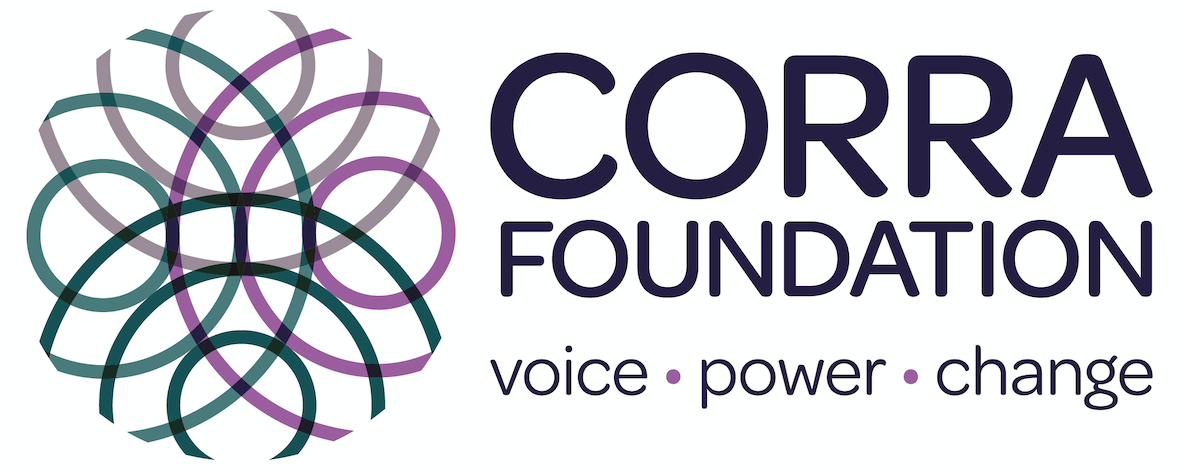 CORRA
FOUNDATION
voice • power • change